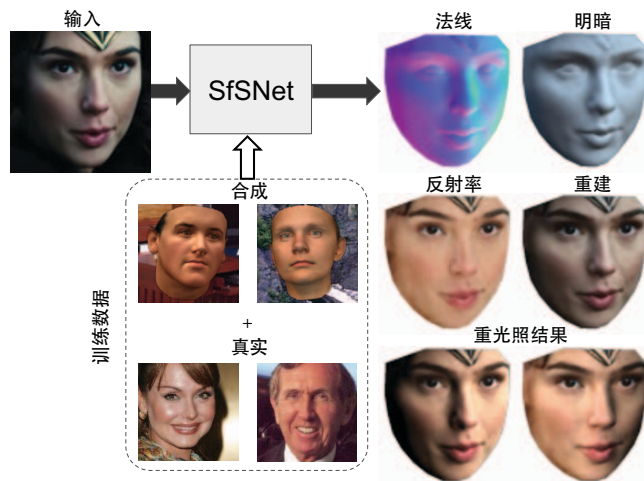 输入
SfSNet
法线
明暗
合成
反射率
重建
训练数据
+
真实
重光照结果